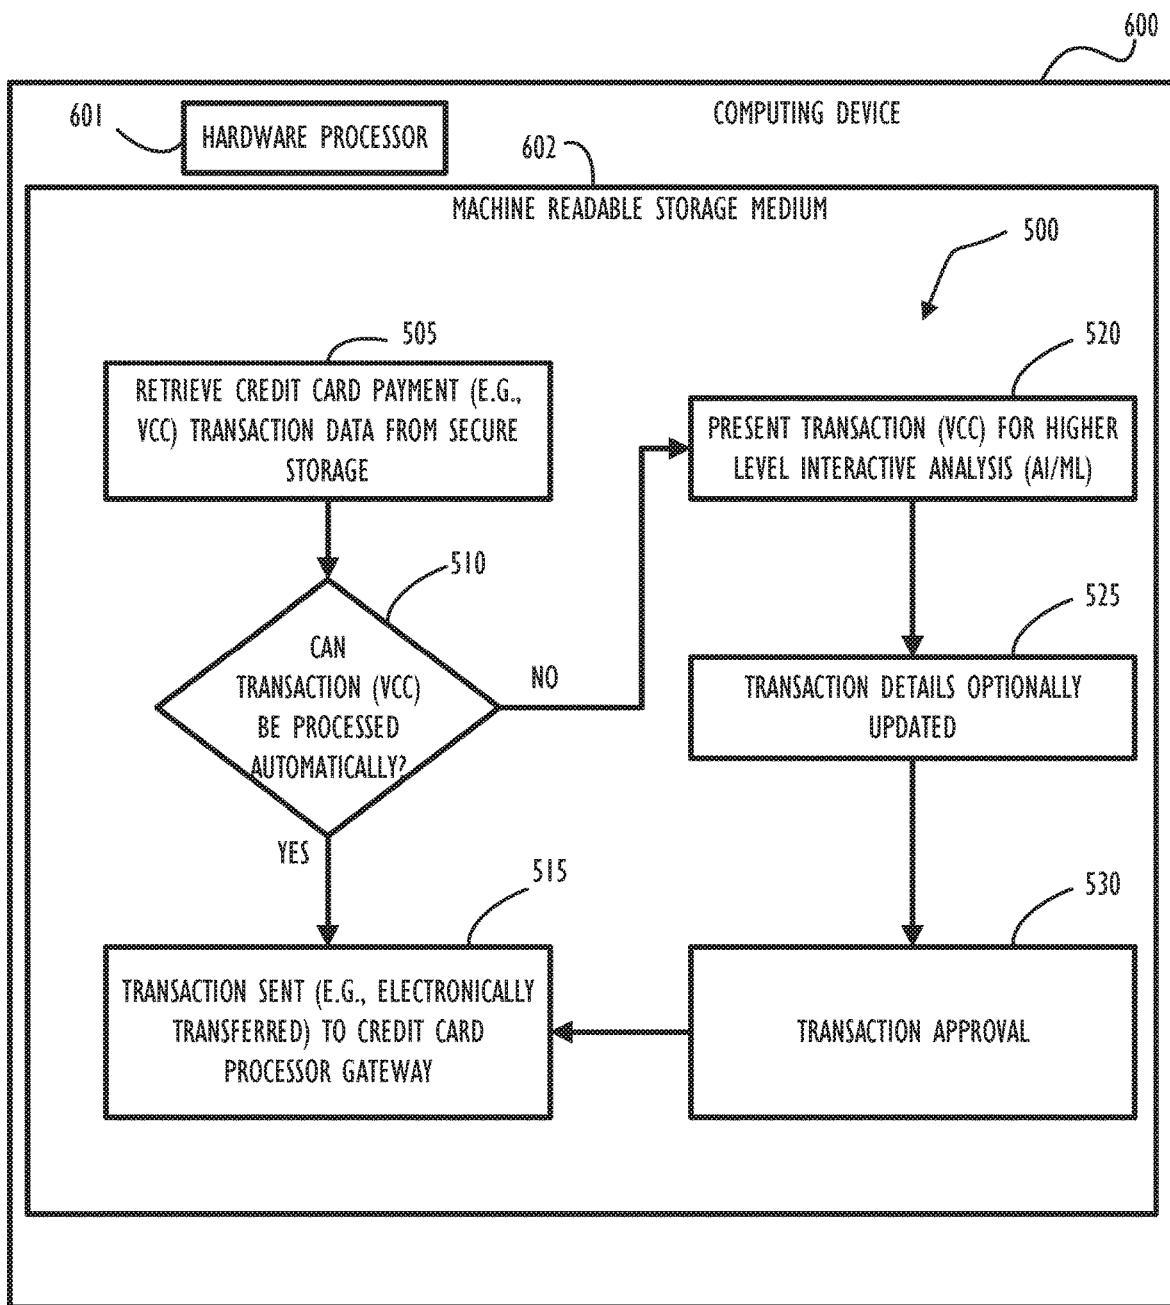 600
601
HARDWARE PROCESSOR
COMPUTING DEVICE
602
MACHINE READABLE STORAGE MEDIUM
500
505
RETRIEVE CREDIT CARD PAYMENT (E.G.,
VCC) TRANSACTION DATA FROM SECURE
STORAGE
510
CAN
TRANSACTION (VCC)
BE PROCESSED
AUTOMATICALLY?
NO
YES
515
TRANSACTION SENT (E.G., ELECTRONICALLY
TRANSFERRED) TO CREDIT CARD
PROCESSOR GATEWAY
520
PRESENT TRANSACTION (VCC) FOR HIGHER
LEVEL INTERACTIVE ANALYSIS (AI/ML)
525
TRANSACTION DETAILS OPTIONALLY
UPDATED
530
TRANSACTION APPROVAL